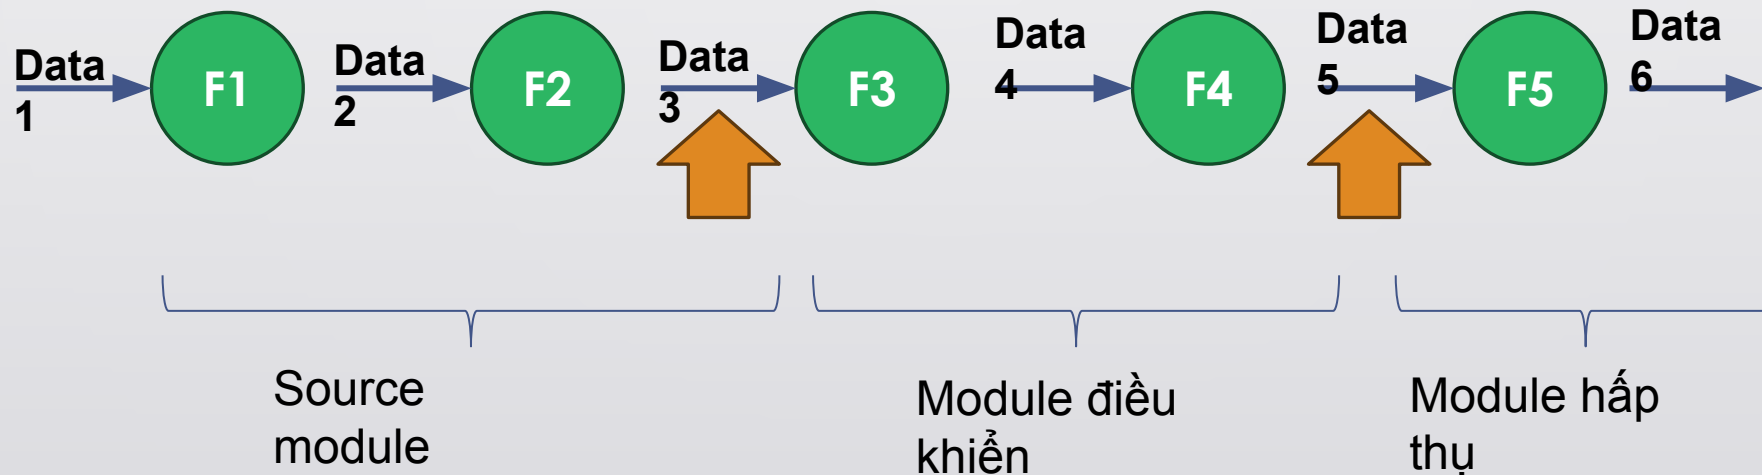 Data
1
F1
Data
2
F2
Data
3
F3
Data
4
F4
Data
5
F5
Data
6
Source
module
Module điều
khiển
Module hấp
thụ